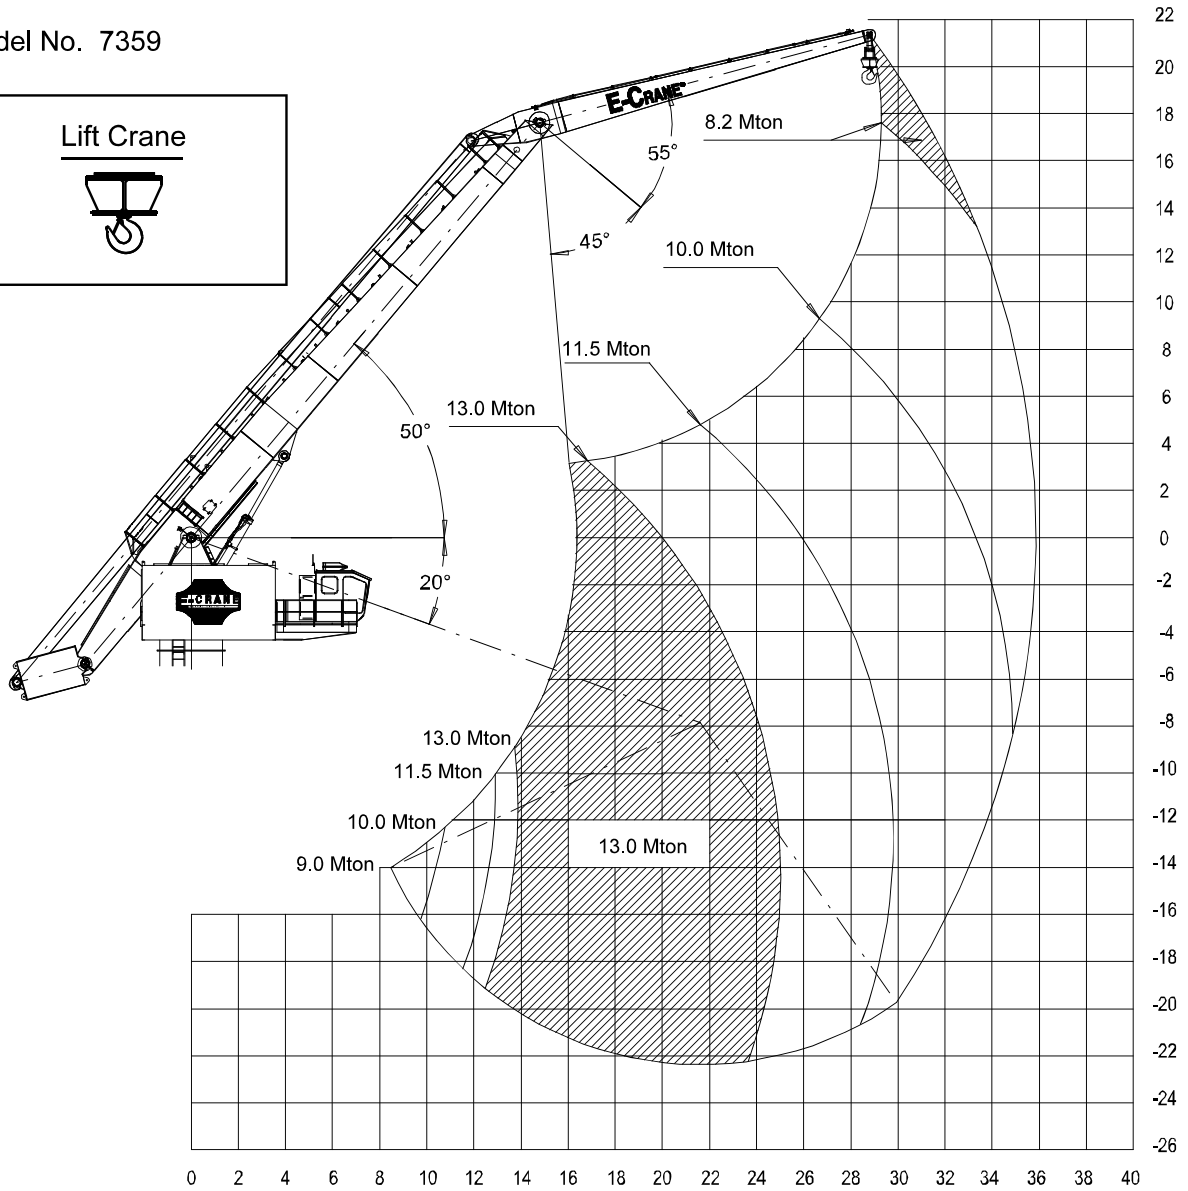 del No. 7359
Lift Crane
E-CRANE
55°
45°
8.2 Mton
10.0 Mton
11.5 Mton
13.0 Mton
50°
20°
E-CRANE
13.0 Mton
11.5 Mton
10.0 Mton
9.0 Mton
13.0 Mton
22
20
18
16
14
12
10
8
6
4
2
0
-2
-4
-6
-8
-10
-12
-14
-16
-18
-20
-22
-24
-26
0 2 4 6 8 10 12 14 16 18 20 22 24 26 28 30 32 34 36 38 40